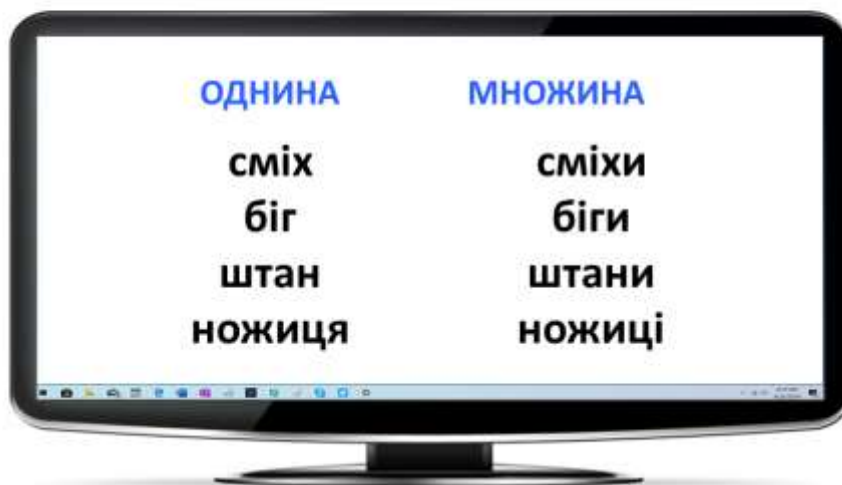 ОДНИНА МНОЖИНА
сміх сміхи
біг біги
штан штани
ножиця ножиці